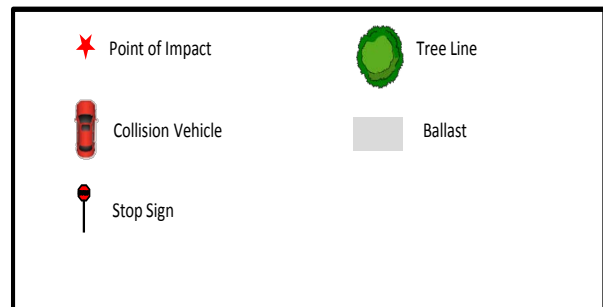 Point of Impact
Tree Line
Collision Vehicle
Ballast
Stop Sign